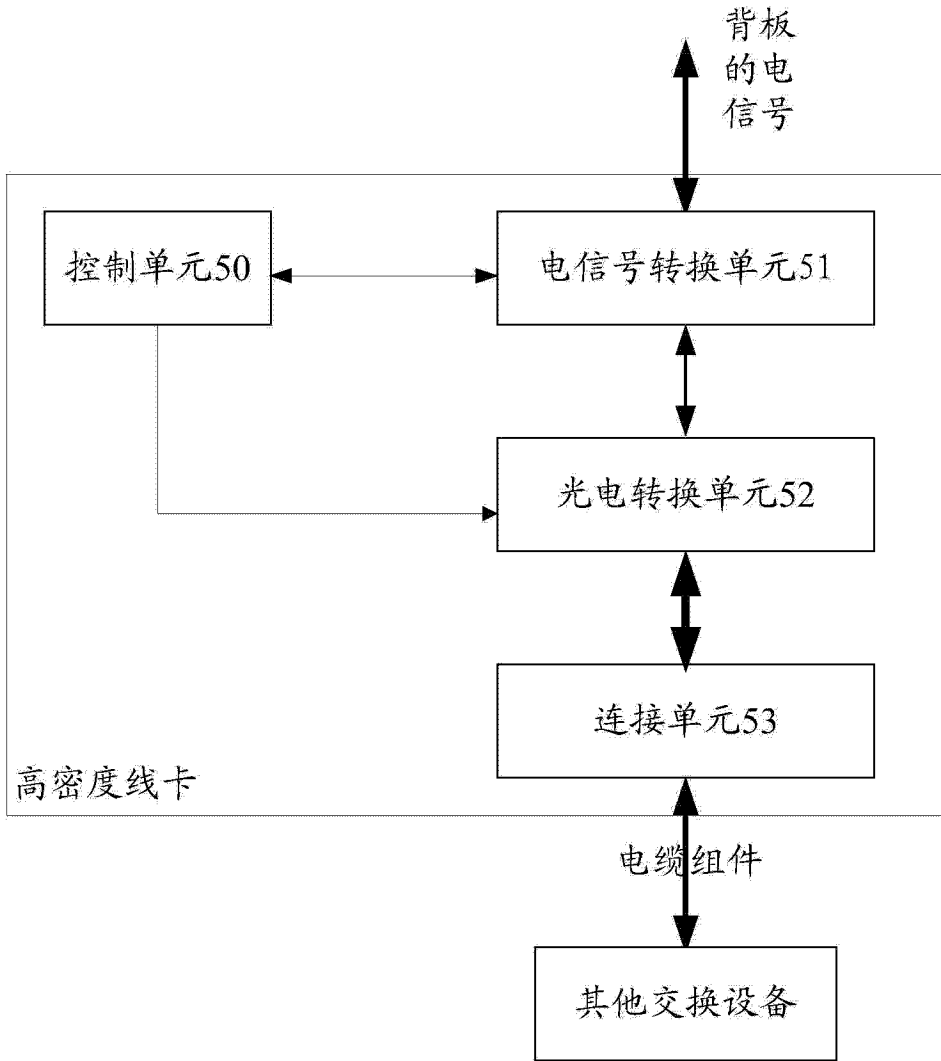 背板
的电
信号
控制单元50
电信号转换单元51
光电转换单元52
连接单元53
高密度线卡
电缆组件
其他交换设备